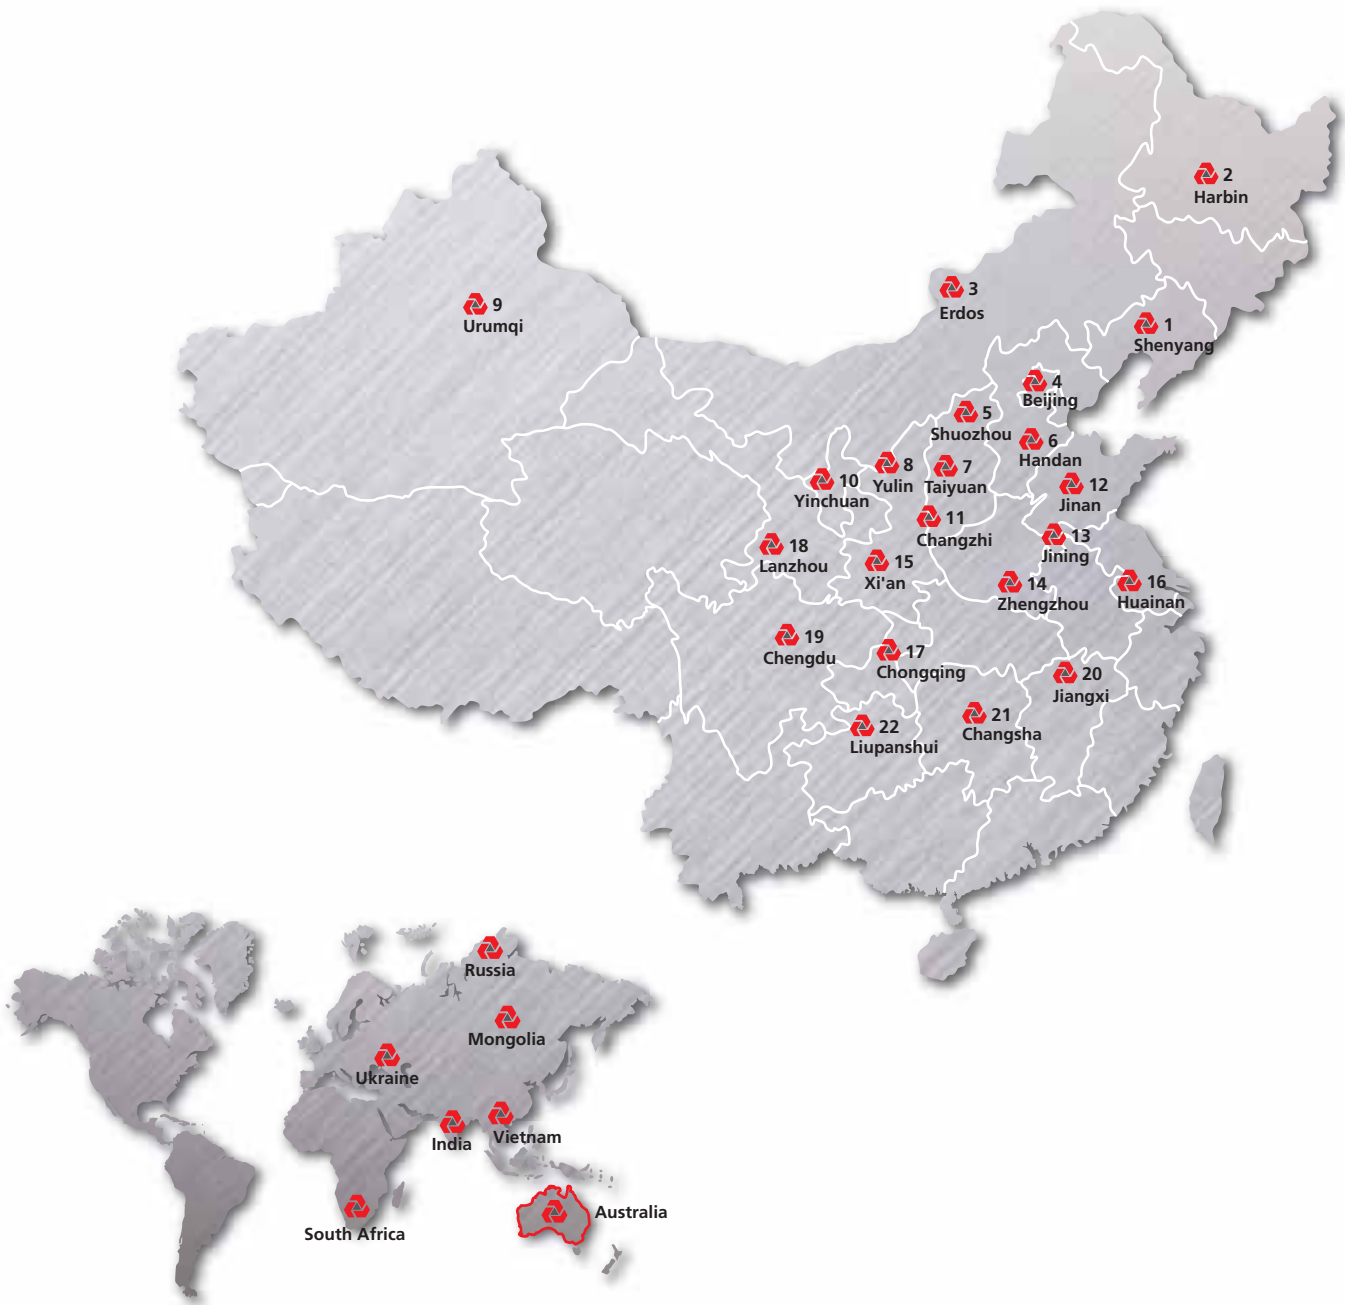 2
Harbin
3
Erdos
9
Urumqi
1
Shenyang
4
Beijing
5
Shuozhou
6
Handan
8
Yulin
7
Taiyuan
10
Yinchuan
12
Jinan
11
Changzhi
13
Jining
18
Lanzhou
15
Xi'an
14
Zhengzhou
16
Huainan
19
Chengdu
17
Chongqing
20
Jiangxi
21
Changsha
22
Liupanshui
Russia
Mongolia
Ukraine
India
Vietnam
South Africa
Australia